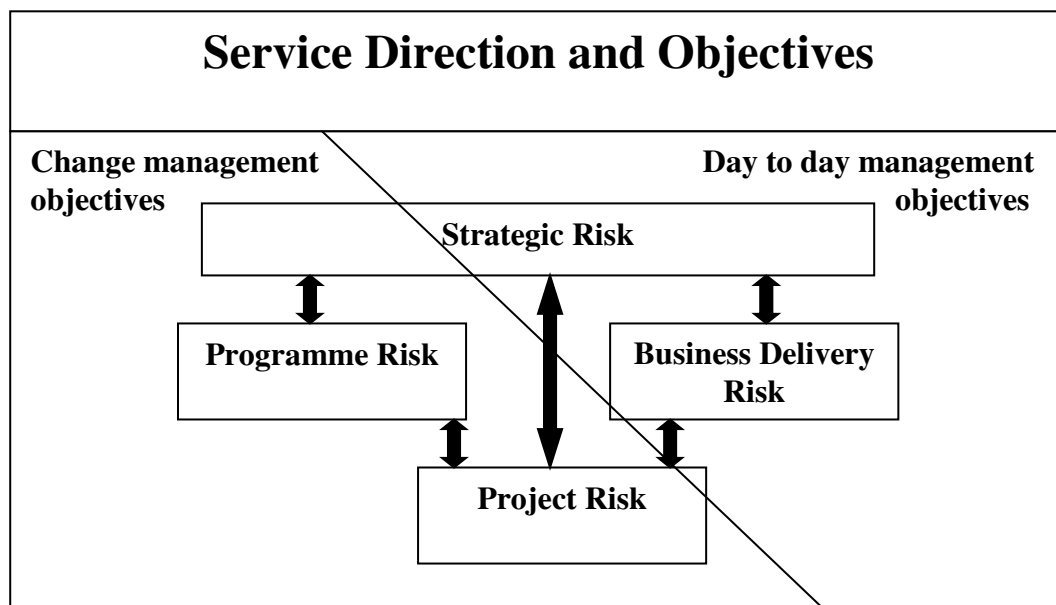 Service Direction and Objectives
Change management
objectives
Day to day management
objectives
Strategic Risk
Programme Risk
Business Delivery
Risk
Project Risk